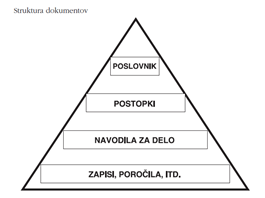 Struktura dokumentov
POSLOVNIK
POSTOPKI
NAVODILA ZA DELO
ZAPISI, POROČILA, ITD.